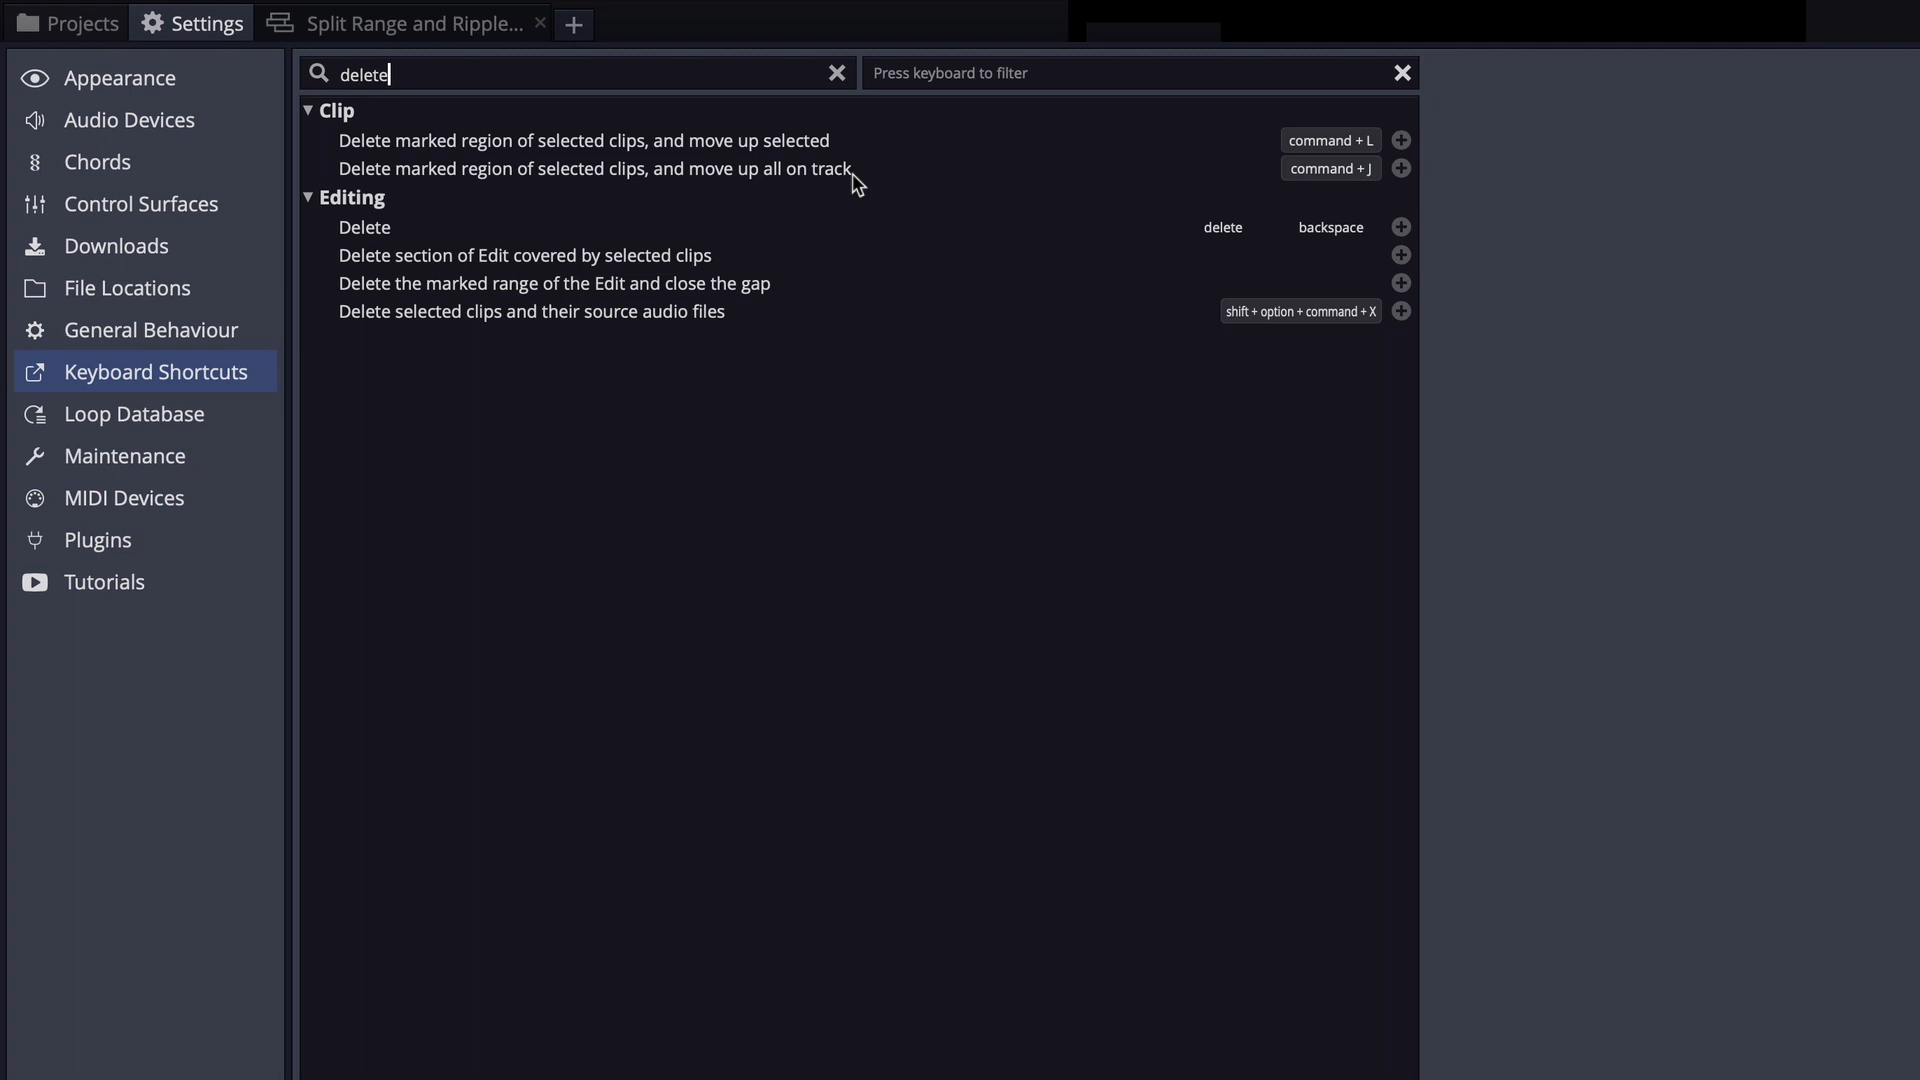 Projects
Settings
Split Range and Ripple...
Appearance
Audio Devices
Chords
Control Surfaces
Downloads
File Locations
General Behaviour
Keyboard Shortcuts
Loop Database
Maintenance
MIDI Devices
Plugins
Tutorials
delete
Press keyboard to filter
Clip
Delete marked region of selected clips, and move up selected command + L
Delete marked region of selected clips, and move up all on track command + J
Editing
Delete delete backspace
Delete section of Edit covered by selected clips
Delete the marked range of the Edit and close the gap
Delete selected clips and their source audio files shift + option + command + X